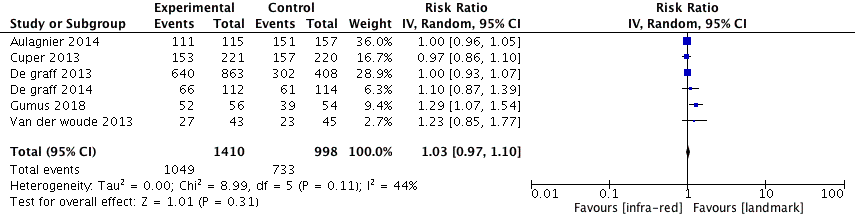 Experimental Control Risk Ratio Risk Ratio
Study or Subgroup Events Total Events Total Weight IV, Random, 95% CI IV, Random, 95% CI
Aulagnier 2014 111 115 151 157 36.0% 1.00 [0.96, 1.05]
Cuper 2013 153 221 157 220 16.7% 0.97 [0.86, 1.10]
De graff 2013 640 863 302 408 28.9% 1.00 [0.93, 1.07]
De graff 2014 66 112 61 114 6.3% 1.10 [0.87, 1.39]
Gumus 2018 52 56 39 54 9.4% 1.29 [1.07, 1.54]
Van der woude 2013 27 43 23 45 2.7% 1.23 [0.85, 1.77]
Total (95% CI) 1410 998 100.0% 1.03 [0.97, 1.10]
Total events 1049 733
Heterogeneity: Tau² = 0.00; Chi² = 8.99, df = 5 (P = 0.11); I² = 44%
Test for overall effect: Z = 1.01 (P = 0.31)
0.01 0.1 1 10 100
Favours [infra-red] Favours [landmark]